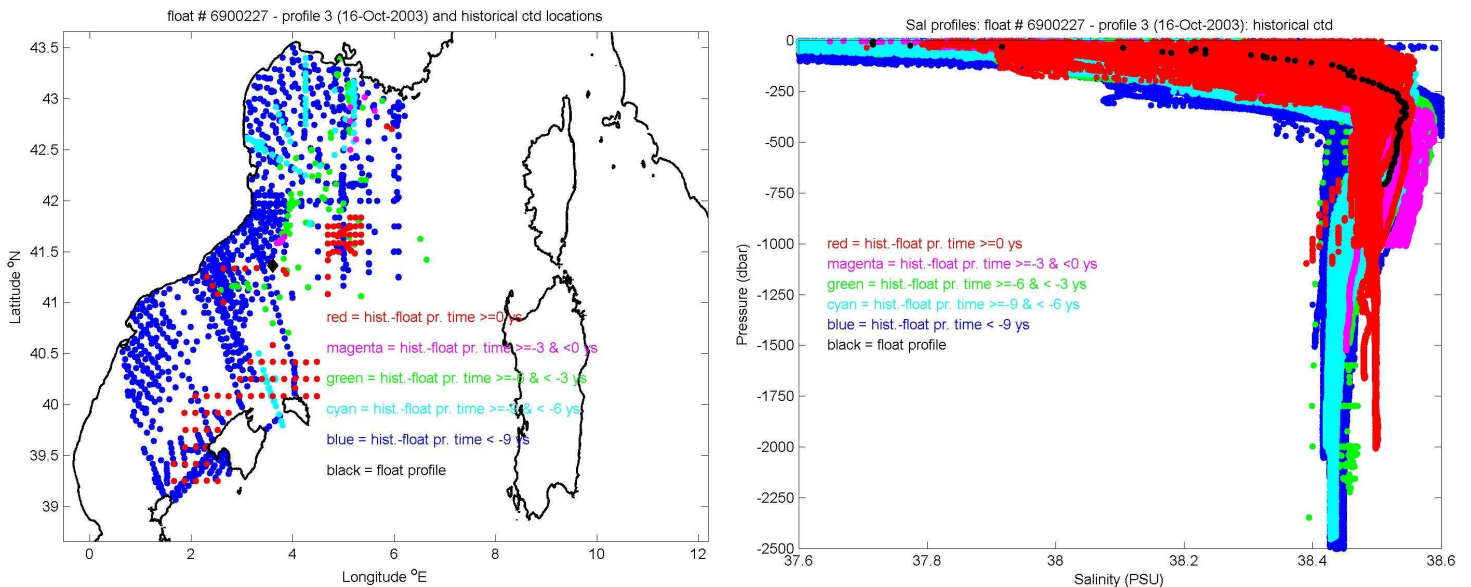 float # 6900227 - profile 3 (16-Oct-2003) and historical ctd locations
43.5
43
42.5
42
41.5
41
40.5
40
39.5
39
Latitude °N
0
2
4
6
8
10
12
Longitude °E
red = hist.-float pr. time >=0 ys
magenta = hist.-float pr. time >=-3 & <0 ys
green = hist.-float pr. time >=-6 & < -3 ys
cyan = hist.-float pr. time >=-9 & < -6 ys
blue = hist.-float pr. time < -9 ys
black = float profile
Sal profiles: float # 6900227 - profile 3 (16-Oct-2003): historical ctd
0
-250
-500
-750
-1000
-1250
-1500
-1750
-2000
-2250
-2500
Pressure (dbar)
37.6
37.8
38
38.2
38.4
38.6
Salinity (PSU)
red = hist.-float pr. time >=0 ys
magenta = hist.-float pr. time >=-3 & <0 ys
green = hist.-float pr. time >=-6 & < -3 ys
cyan = hist.-float pr. time >=-9 & < -6 ys
blue = hist.-float pr. time < -9 ys
black = float profile